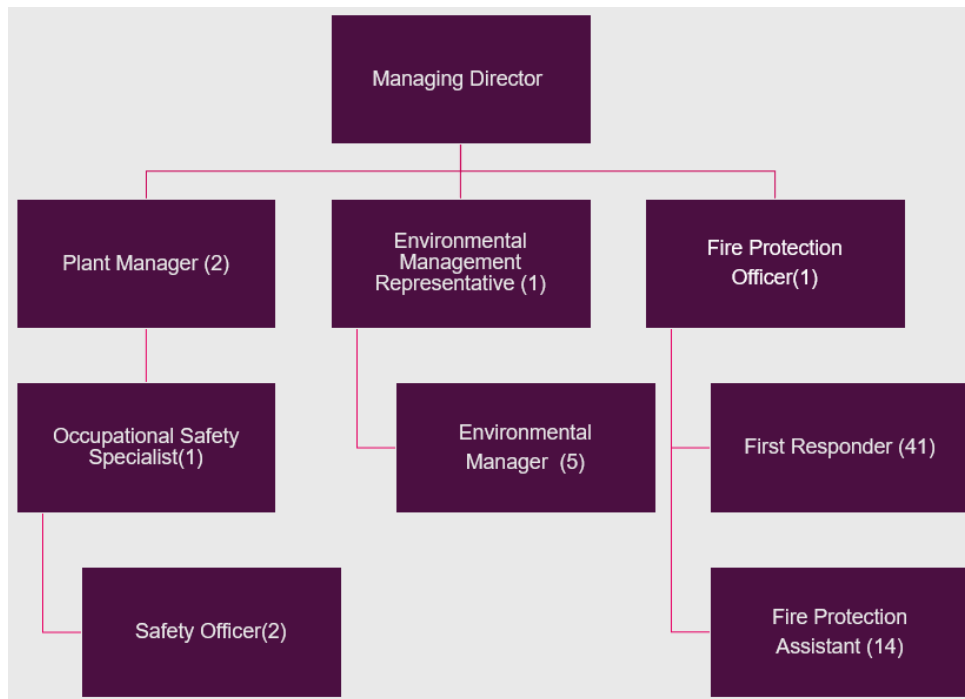 Managing Director
Plant Manager (2)
Environmental
Management
Representative (1)
Fire Protection
Officer(1)
Occupational Safety
Specialist(1)
Environmental
Manager  (5)
First Responder (41)
Safety Officer(2)
Fire Protection
Assistant (14)